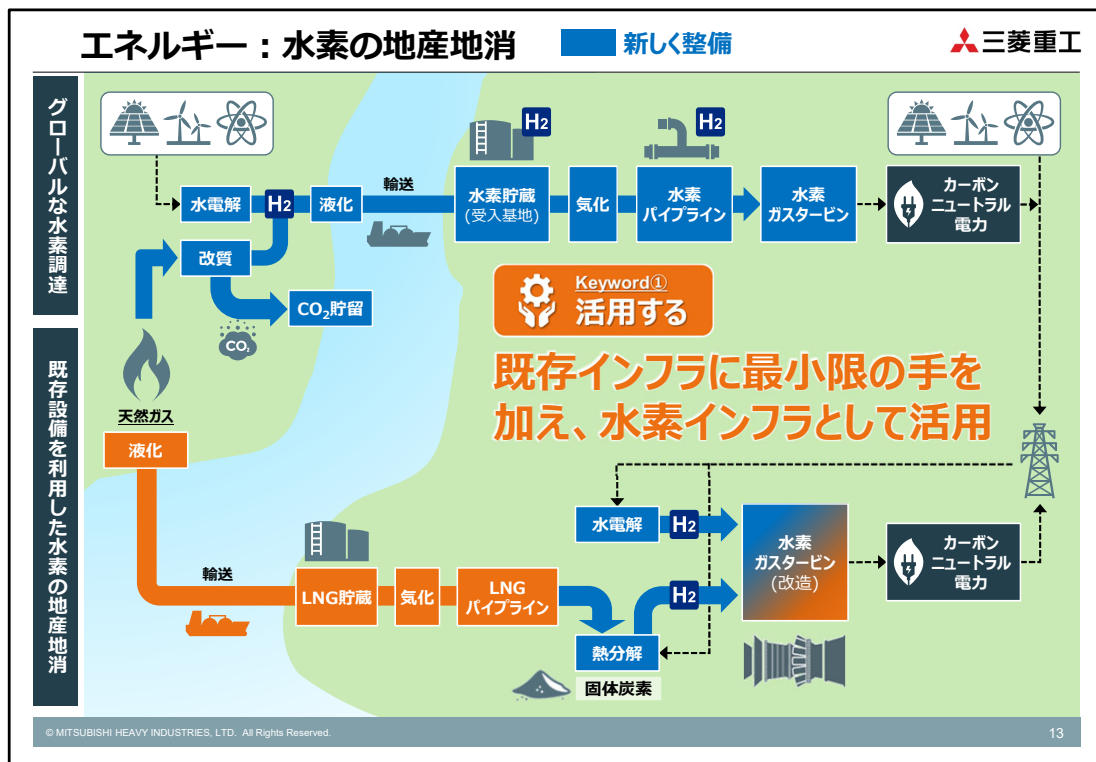 エネルギー：水素の地産地消
新しく整備
三菱重工
グローバルな水素調達
水電解
H2
液化
輸送
H2
水素貯蔵
(受入基地)
気化
H2
水素
パイプライン
水素
ガスタービン
カーボン
ニュートラル
電力
改質
CO₂貯留
CO₂
天然ガス
Keyword①
活用する
既存インフラに最小限の手を
加え、水素インフラとして活用
既存設備を利用した水素の地産地消
液化
輸送
LNG貯蔵
気化
LNG
パイプライン
水電解
H2
熱分解
H2
固体炭素
水素
ガスタービン
(改造)
カーボン
ニュートラル
電力
© MITSUBISHI HEAVY INDUSTRIES, LTD. All Rights Reserved.
13